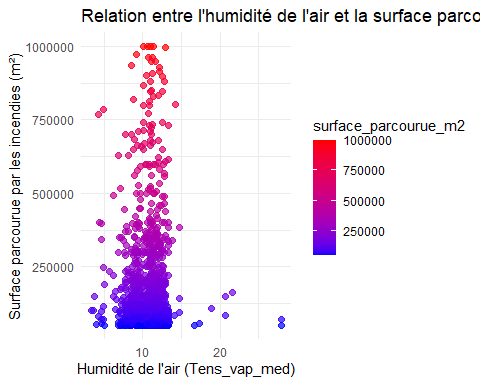 Relation entre l'humidité de l'air et la surface parco
Surface parcourue par les incendies (m²)
1000000
750000
500000
250000
10
20
Humidité de l'air (Tens_vap_med)
surface_parcourue_m2
1000000
750000
500000
250000